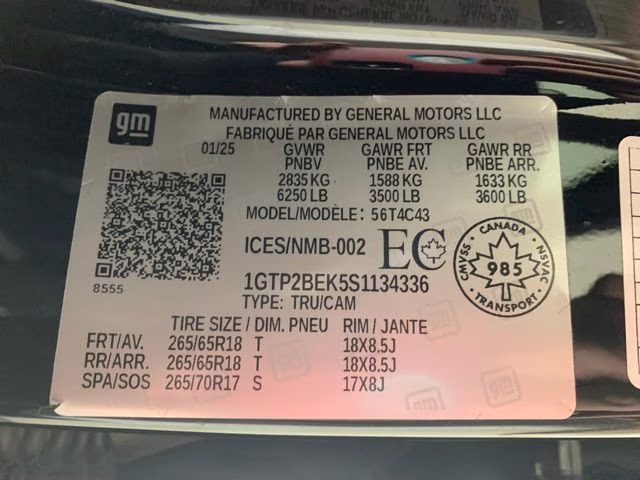 gm
MANUFACTURED BY GENERAL MOTORS LLC
FABRIQUÉ PAR GENERAL MOTORS LLC
01/25 GVWR GAWR FRT GAWR RR
PNBV PNBE AV. PNBE ARR.
2835 KG 1588 KG 1633 KG
6250 LB 3500 LB 3600 LB
MODEL/MODÈLE: 56T4C43
ICES/NMB-002 EC
CANADA
CMVSS 985 NSVAC
TRANSPORT
8555
1GTP2BEK5S1134336
TYPE: TRU/CAM
TIRE SIZE / DIM. PNEU RIM / JANTE
FRT/AV. 265/65R18 T 18X8.5J
RR/ARR. 265/65R18 T 18X8.5J
SPA/SOS 265/70R17 S 17X8J